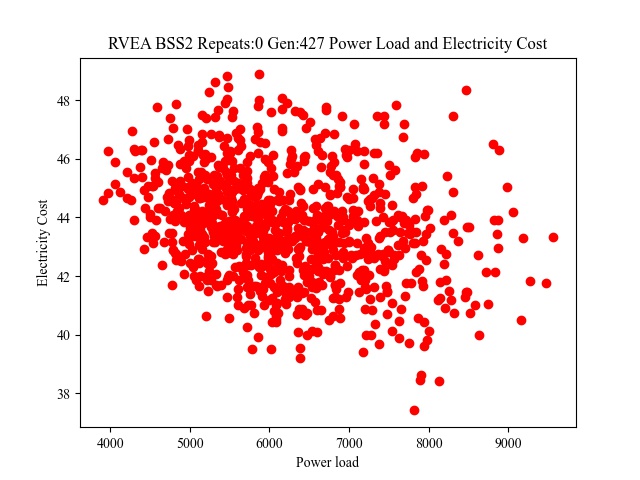 RVEA BSS2 Repeats:0 Gen:427 Power Load and Electricity Cost
48
46
44
42
40
38
Electricity Cost
4000 5000 6000 7000 8000 9000
Power load